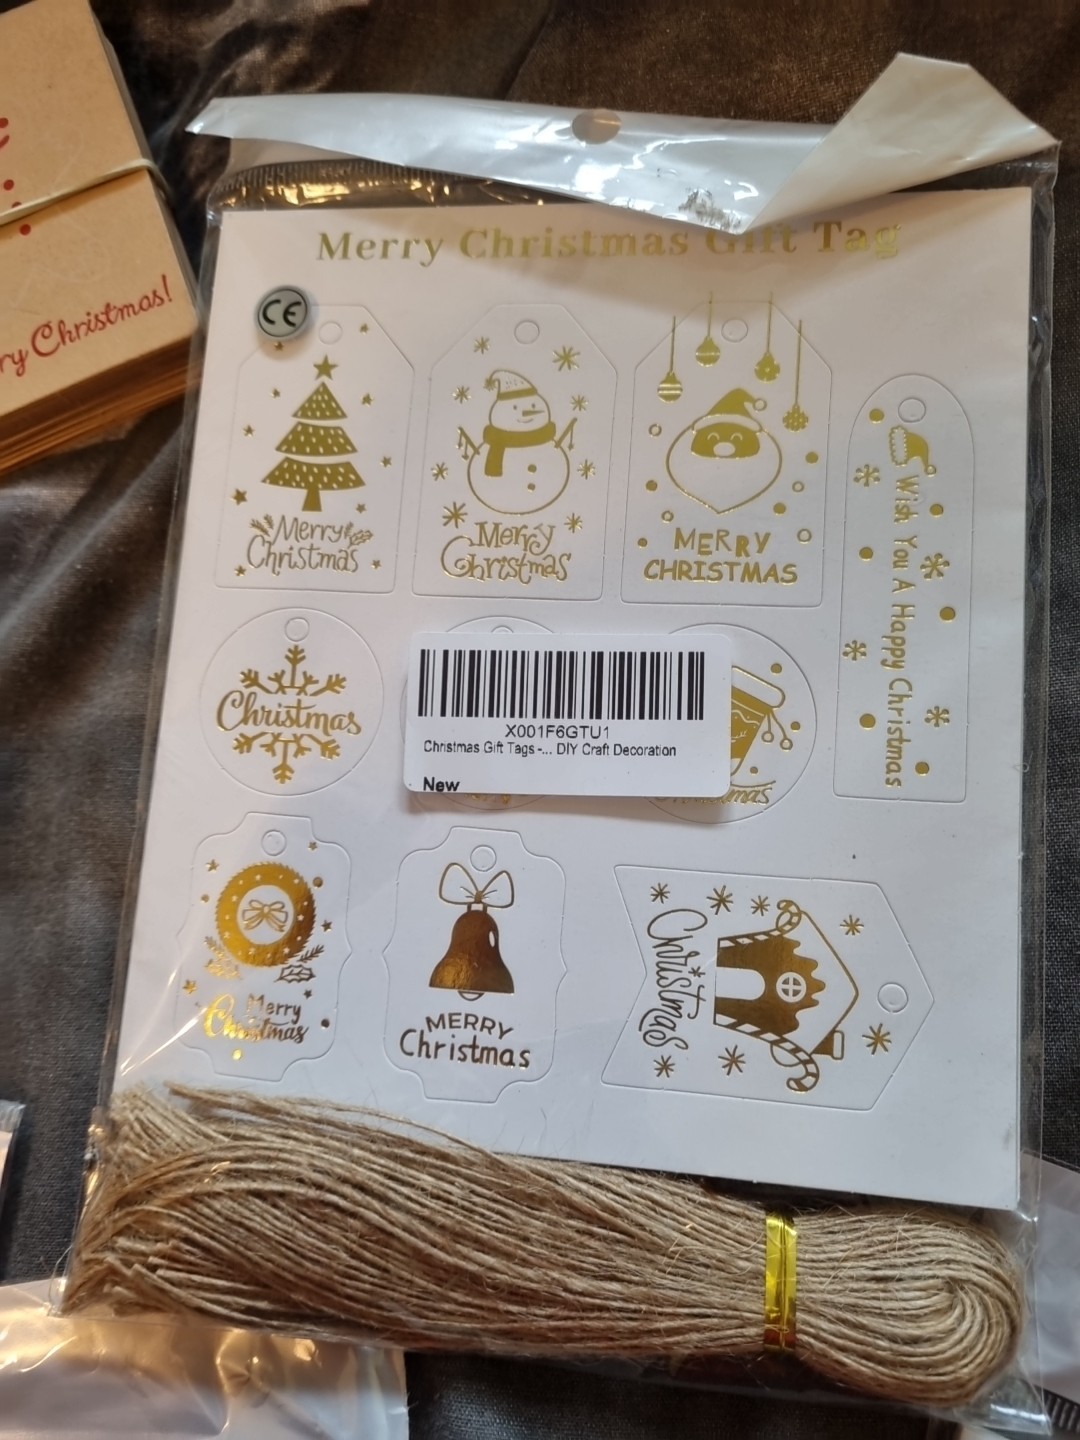 Merry Christmas Gift Tag
CE
Merry
Christmas
Merry
Christmas
MERRY
CHRISTMAS
Wish You A Happy Christmas
Christmas
X001F6GTU1
Christmas Gift Tags -... DIY Craft Decoration
New
Merry
Christmas
MERRY
Christmas
Christmas
Christmas!